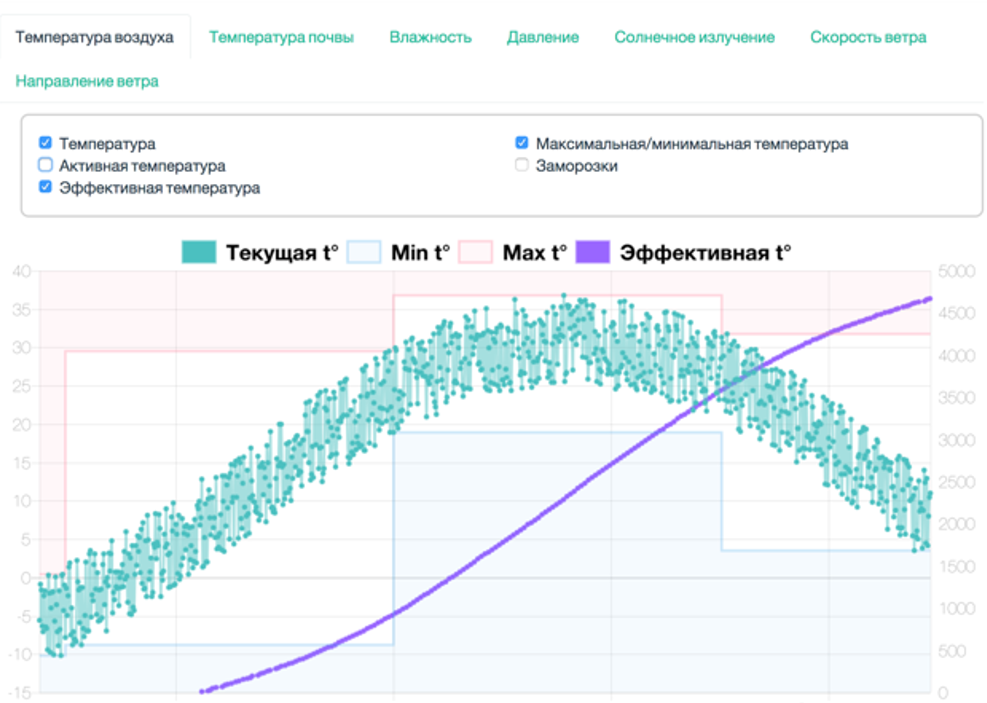 Температура воздуха Температура почвы Влажность Давление Солнечное излучение Скорость ветра
Направление ветра
Температура Максимальная/минимальная температура
Активная температура Заморозки
Эффективная температура
Текущая t° Min t° Max t° Эффективная t°
40 5000
35 4500
30 4000
25 3500
20 3000
15 2500
10 2000
5 1500
0 1000
-5 500
-10 0
-15